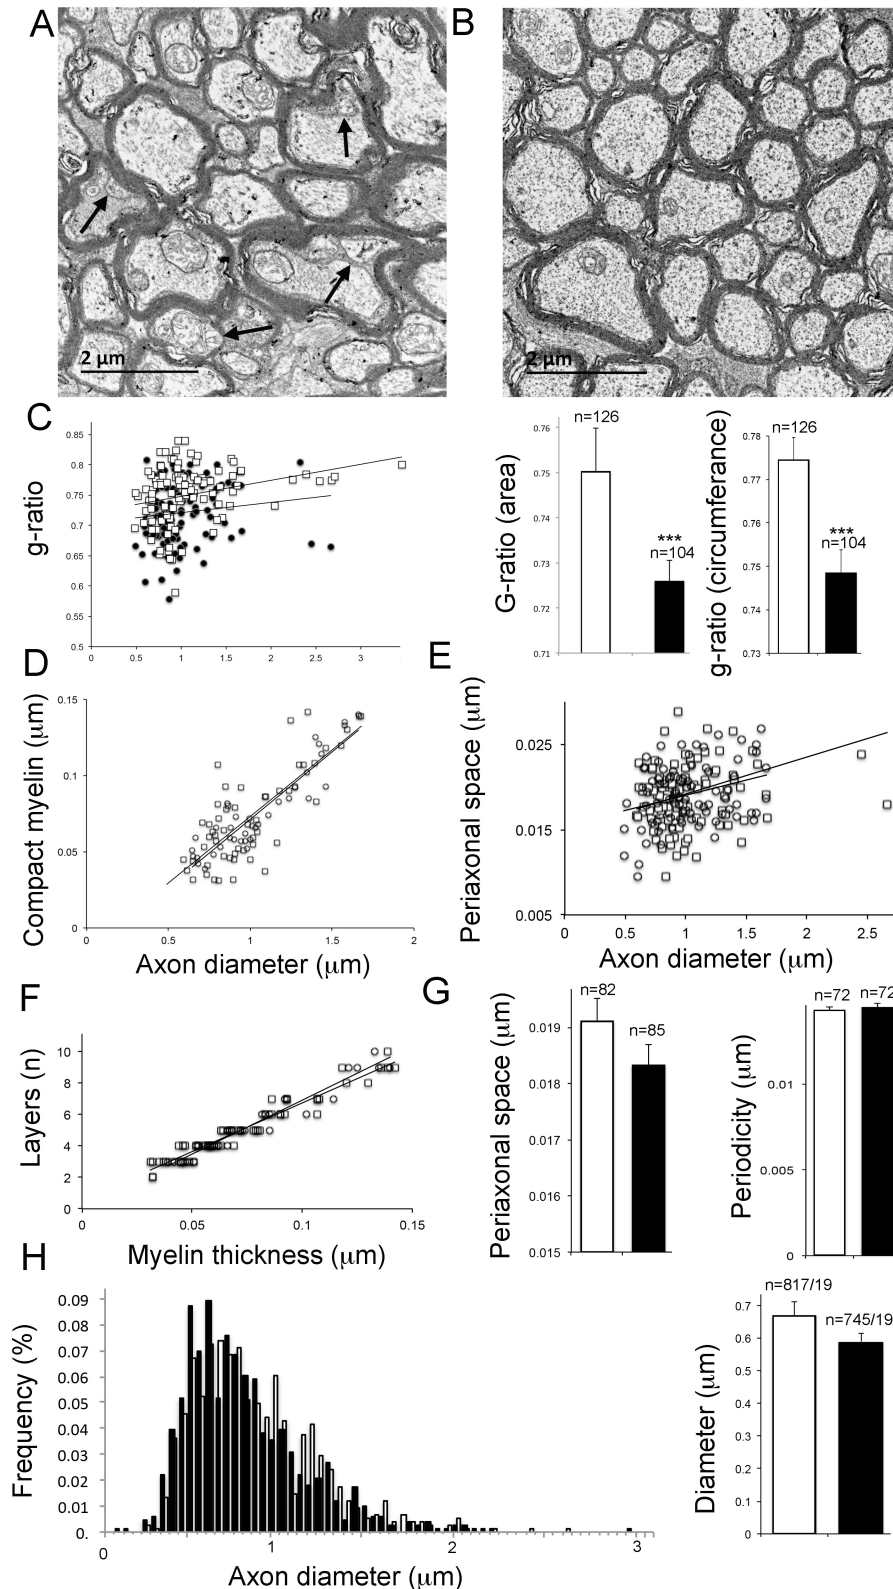 A
B
2 μm
2 μm
C
g-ratio
0.85
0.8
0.75
0.7
0.65
0.6
0.55
0.5
0
0.5
1
1.5
2
2.5
3
G-ratio (area)
0.76
0.75
0.74
0.73
0.72
0.71
n=126
***
n=104
g-ratio (circumferance)
0.78
0.77
0.76
0.75
0.74
0.73
n=126
***
n=104
D
Compact myelin (μm)
0.15
0.1
0.05
0
0
0.5
1
1.5
2
Axon diameter (μm)
E
Periaxonal space (μm)
0.025
0.015
0.005
0
0.5
1.0
1.5
2.0
2.5
Axon diameter (μm)
F
Layers (n)
10
8
6
4
2
0
0
0.05
0.1
0.15
Myelin thickness (μm)
G
Periaxonal space (μm)
0.019
0.018
0.017
0.016
0.015
n=82
n=85
Periodicity (μm)
0.01
0.005
0
n=72
n=72
H
Frequency (%)
0.09
0.08
0.07
0.06
0.05
0.04
0.03
0.02
0.01
0.
0
1
2
3
Axon diameter (μm)
Diameter (μm)
0.7
0.6
0.5
0.4
0.3
0.2
0.1
0
n=817/19
n=745/19